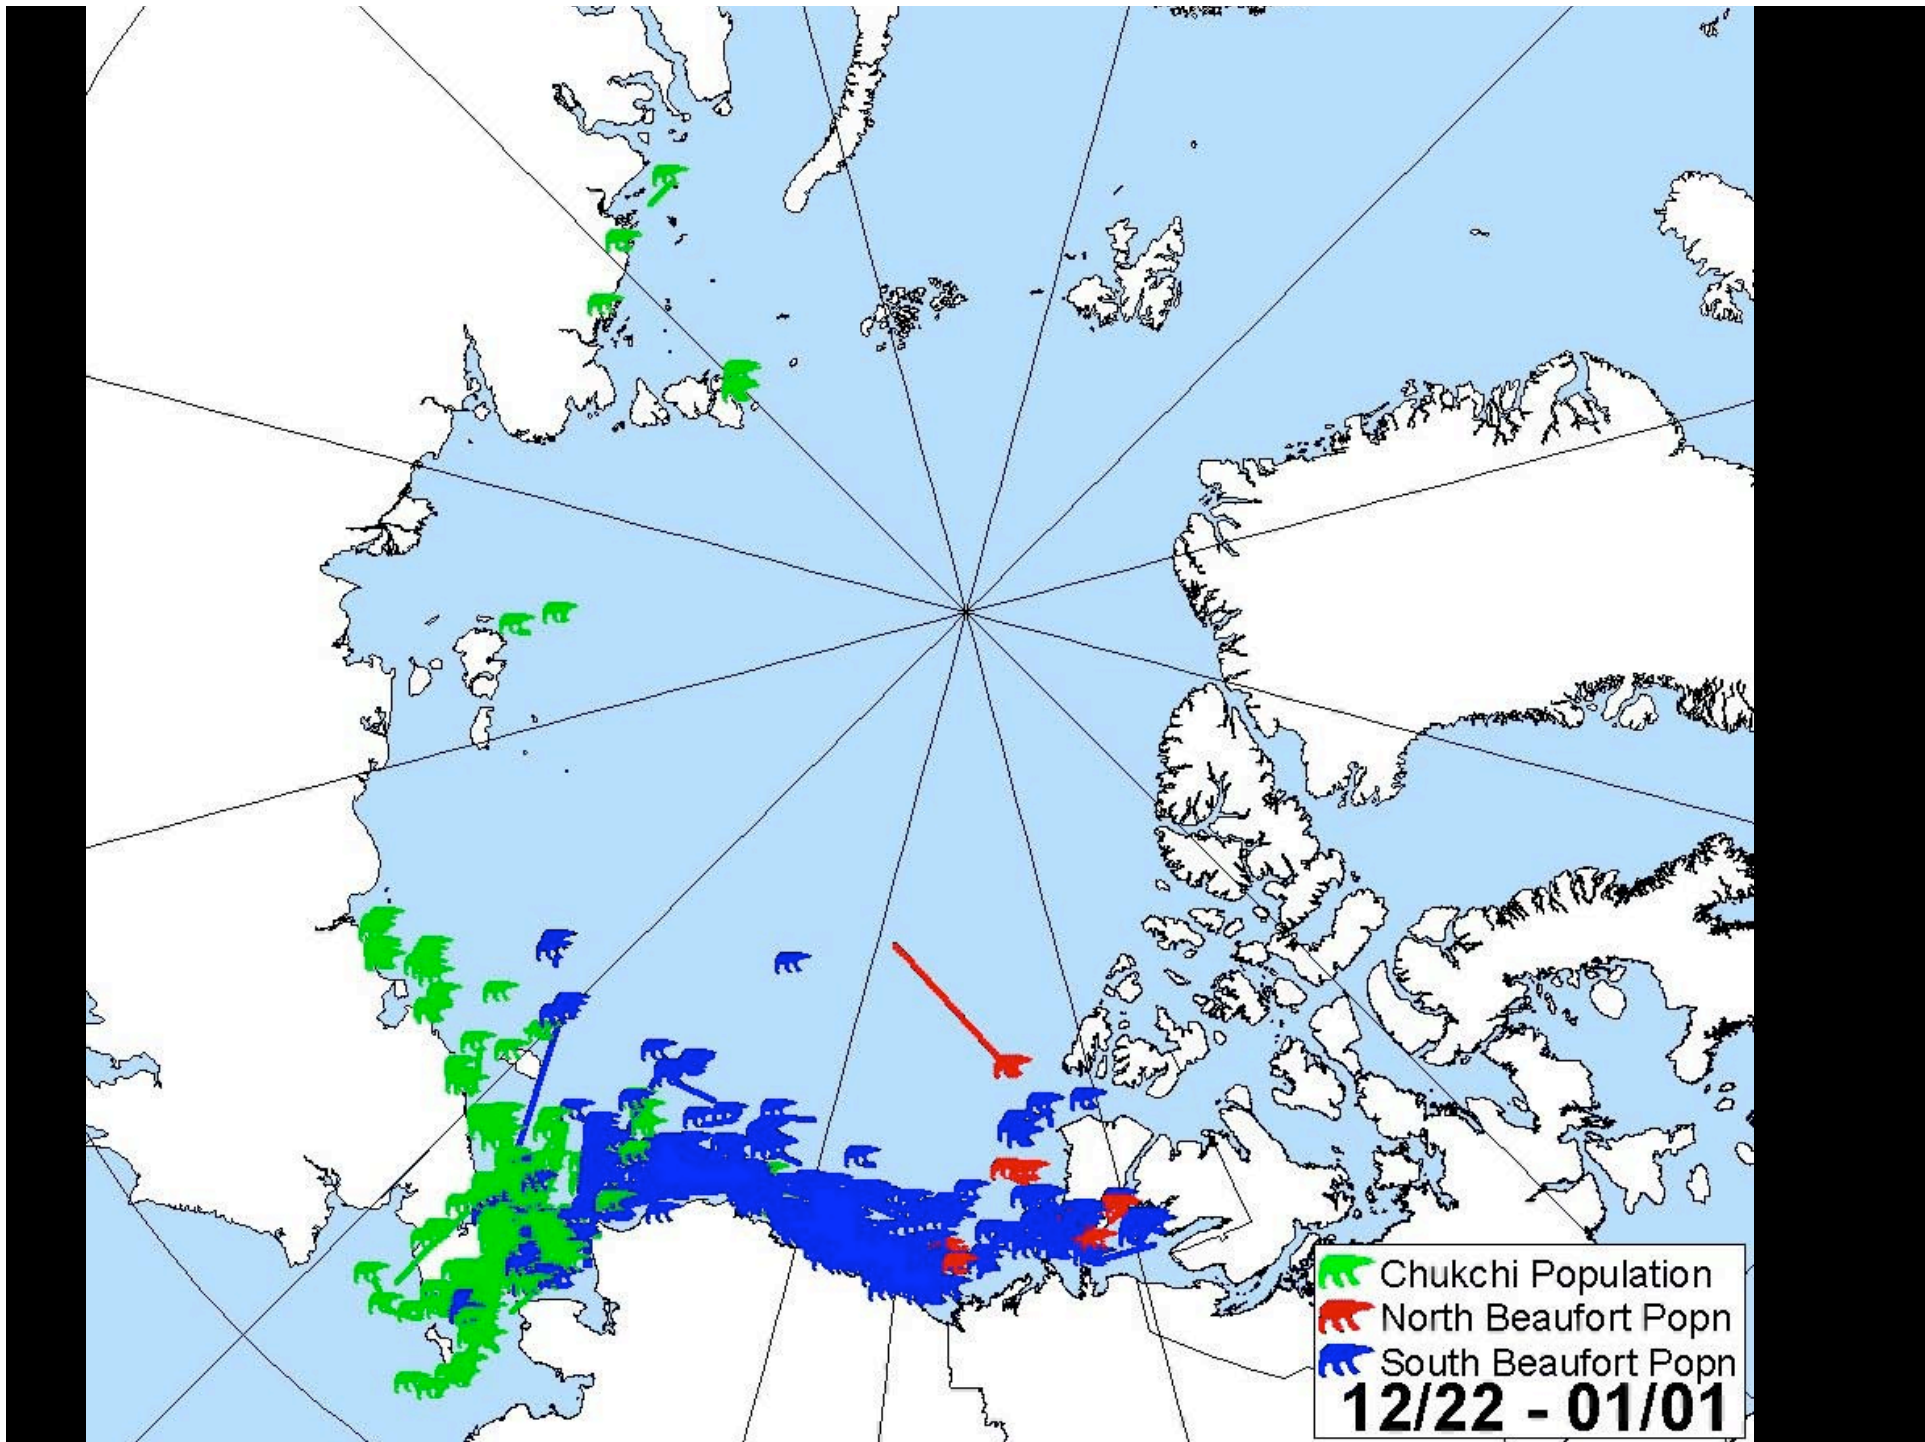 Chukchi Population
North Beaufort Popn
South Beaufort Popn
12/22 - 01/01